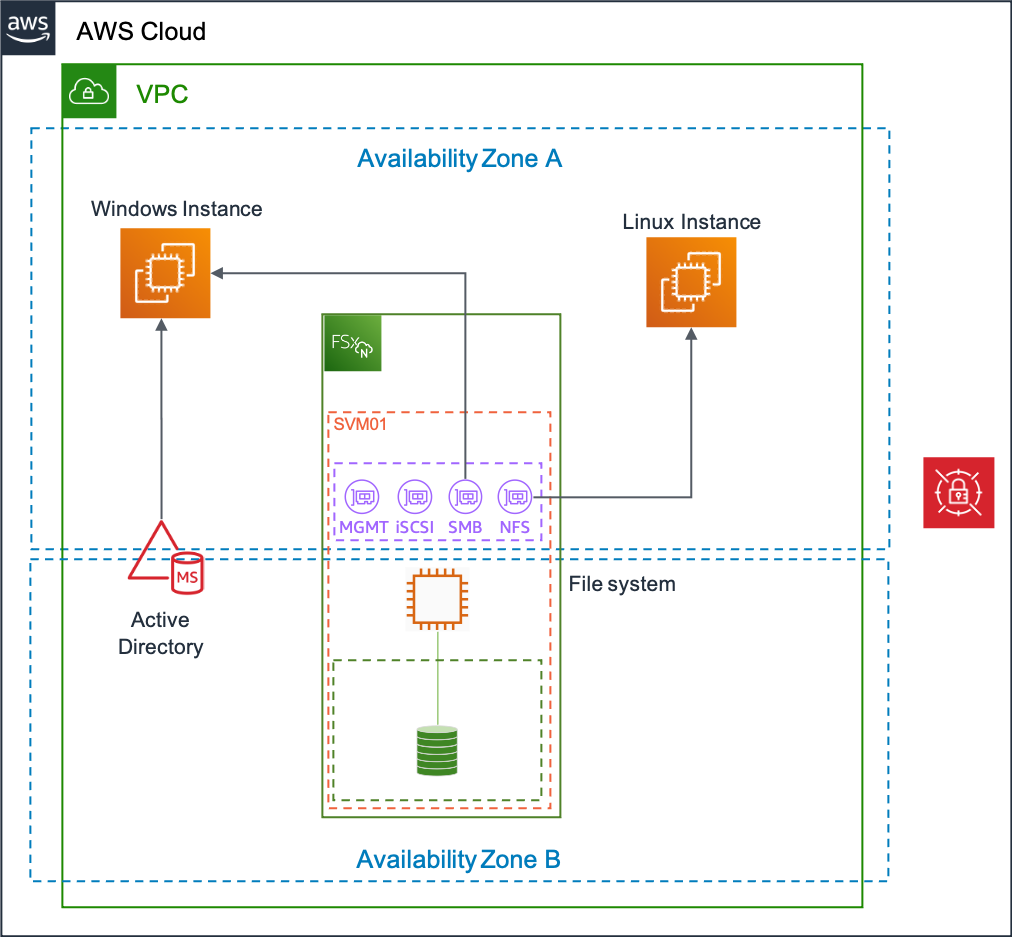 aws
AWS Cloud
VPC
Availability Zone A
Windows Instance
Linux Instance
FSx
N
SVM01
MGMT iSCSI SMB NFS
MS
File system
Active
Directory
Availability Zone B